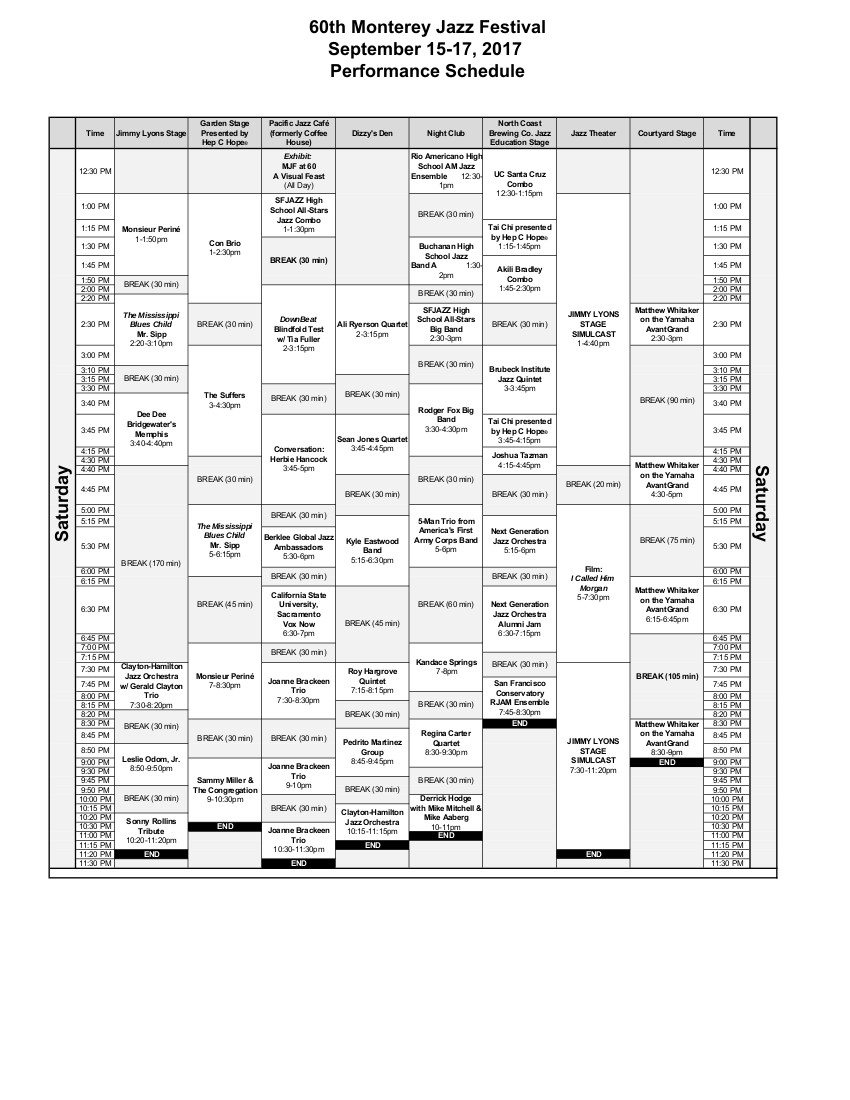 60th Monterey Jazz Festival
September 15-17, 2017
Performance Schedule
Time
Jimmy Lyons Stage
Garden Stage
Presented by
Hep C Hope®
Pacific Jazz Café
(formerly Coffee
House)
Dizzy's Den
Night Club
North Coast
Brewing Co. Jazz
Education Stage
Jazz Theater
Courtyard Stage
Time
Saturday
12:30 PM
1:00 PM
1:15 PM
1:30 PM
1:45 PM
1:50 PM
2:00 PM
2:20 PM
2:30 PM
3:00 PM
3:10 PM
3:15 PM
3:30 PM
3:40 PM
3:45 PM
4:15 PM
4:30 PM
4:40 PM
4:45 PM
5:00 PM
5:15 PM
5:30 PM
6:00 PM
6:15 PM
6:30 PM
6:45 PM
7:00 PM
7:15 PM
7:30 PM
7:45 PM
8:00 PM
8:15 PM
8:20 PM
8:30 PM
8:45 PM
8:50 PM
9:00 PM
9:30 PM
9:45 PM
9:50 PM
10:00 PM
10:15 PM
10:20 PM
10:30 PM
11:00 PM
11:15 PM
11:20 PM
11:30 PM
Monsieur Periné
1-1:50pm
BREAK (30 min)
The Mississippi
Blues Child
Mr. Sipp
2:20-3:10pm
BREAK (30 min)
Dee Dee
Bridgewater's
Memphis
3:40-4:40pm
BREAK (170 min)
Clayton-Hamilton
Jazz Orchestra
w/ Gerald Clayton
Trio
7:30-8:20pm
BREAK (30 min)
Leslie Odom, Jr.
8:50-9:50pm
BREAK (30 min)
Sonny Rollins
Tribute
10:20-11:20pm
END
Con Brio
1-2:30pm
BREAK (30 min)
The Suffers
3-4:30pm
BREAK (30 min)
The Mississippi
Blues Child
Mr. Sipp
5-6:15pm
BREAK (45 min)
Monsieur Periné
7-8:30pm
BREAK (30 min)
Sammy Miller &
The Congregation
9-10:30pm
END
Exhibit:
MJF at 60
A Visual Feast
(All Day)
SFJAZZ High
School All-Stars
Jazz Combo
1-1:30pm
BREAK (30 min)
DownBeat
Blindfold Test
w/ Tia Fuller
2-3:15pm
BREAK (30 min)
Conversation:
Herbie Hancock
3:45-5pm
BREAK (30 min)
Berklee Global Jazz
Ambassadors
5:30-6pm
BREAK (30 min)
California State
University,
Sacramento
Vox Now
6:30-7pm
BREAK (30 min)
Joanne Brackeen
Trio
7:30-8:30pm
BREAK (30 min)
Joanne Brackeen
Trio
9-10pm
BREAK (30 min)
Joanne Brackeen
Trio
10:30-11:30pm
END
Ali Ryerson Quartet
2-3:15pm
BREAK (30 min)
Sean Jones Quartet
3:45-4:45pm
BREAK (30 min)
Kyle Eastwood
Band
5:15-6:30pm
BREAK (45 min)
Roy Hargrove
Quintet
7:15-8:15pm
BREAK (30 min)
Pedrito Martinez
Group
8:45-9:45pm
BREAK (30 min)
Clayton-Hamilton
Jazz Orchestra
10:15-11:15pm
END
Rio Americano High
School AM Jazz
Ensemble 12:30-
1pm
BREAK (30 min)
Buchanan High
School Jazz
Band A 1:30-
2pm
BREAK (30 min)
SFJAZZ High
School All-Stars
Big Band
2:30-3pm
BREAK (30 min)
Rodger Fox Big
Band
3:30-4:30pm
BREAK (30 min)
5-Man Trio from
America's First
Army Corps Band
5-6pm
BREAK (60 min)
Kandace Springs
7-8pm
BREAK (30 min)
Regina Carter
Quartet
8:30-9:30pm
BREAK (30 min)
Derrick Hodge
with Mike Mitchell &
Mike Aaberg
10-11pm
END
UC Santa Cruz
Combo
12:30-1:15pm
Tai Chi presented
by Hep C Hope®
1:15-1:45pm
Akili Bradley
Combo
1:45-2:30pm
BREAK (30 min)
Brubeck Institute
Jazz Quintet
3-3:45pm
Tai Chi presented
by Hep C Hope®
3:45-4:15pm
Joshua Tazman
4:15-4:45pm
BREAK (30 min)
Next Generation
Jazz Orchestra
5:15-6pm
BREAK (30 min)
Next Generation
Jazz Orchestra
Alumni Jam
6:30-7:15pm
BREAK (30 min)
San Francisco
Conservatory
RJAM Ensemble
7:45-8:30pm
END
JIMMY LYONS
STAGE
SIMULCAST
1-4:40pm
BREAK (20 min)
Film:
I Called Him
Morgan
5-7:30pm
JIMMY LYONS
STAGE
SIMULCAST
7:30-11:20pm
END
Matthew Whitaker
on the Yamaha
AvantGrand
2:30-3pm
BREAK (90 min)
Matthew Whitaker
on the Yamaha
AvantGrand
4:30-5pm
BREAK (75 min)
Matthew Whitaker
on the Yamaha
AvantGrand
6:15-6:45pm
BREAK (105 min)
Matthew Whitaker
on the Yamaha
AvantGrand
8:30-9pm
END
12:30 PM
1:00 PM
1:15 PM
1:30 PM
1:45 PM
1:50 PM
2:00 PM
2:20 PM
2:30 PM
3:00 PM
3:10 PM
3:15 PM
3:30 PM
3:40 PM
3:45 PM
4:15 PM
4:30 PM
4:40 PM
4:45 PM
5:00 PM
5:15 PM
5:30 PM
6:00 PM
6:15 PM
6:30 PM
6:45 PM
7:00 PM
7:15 PM
7:30 PM
7:45 PM
8:00 PM
8:15 PM
8:20 PM
8:30 PM
8:45 PM
8:50 PM
9:00 PM
9:30 PM
9:45 PM
9:50 PM
10:00 PM
10:15 PM
10:20 PM
10:30 PM
11:00 PM
11:15 PM
11:20 PM
11:30 PM
Saturday